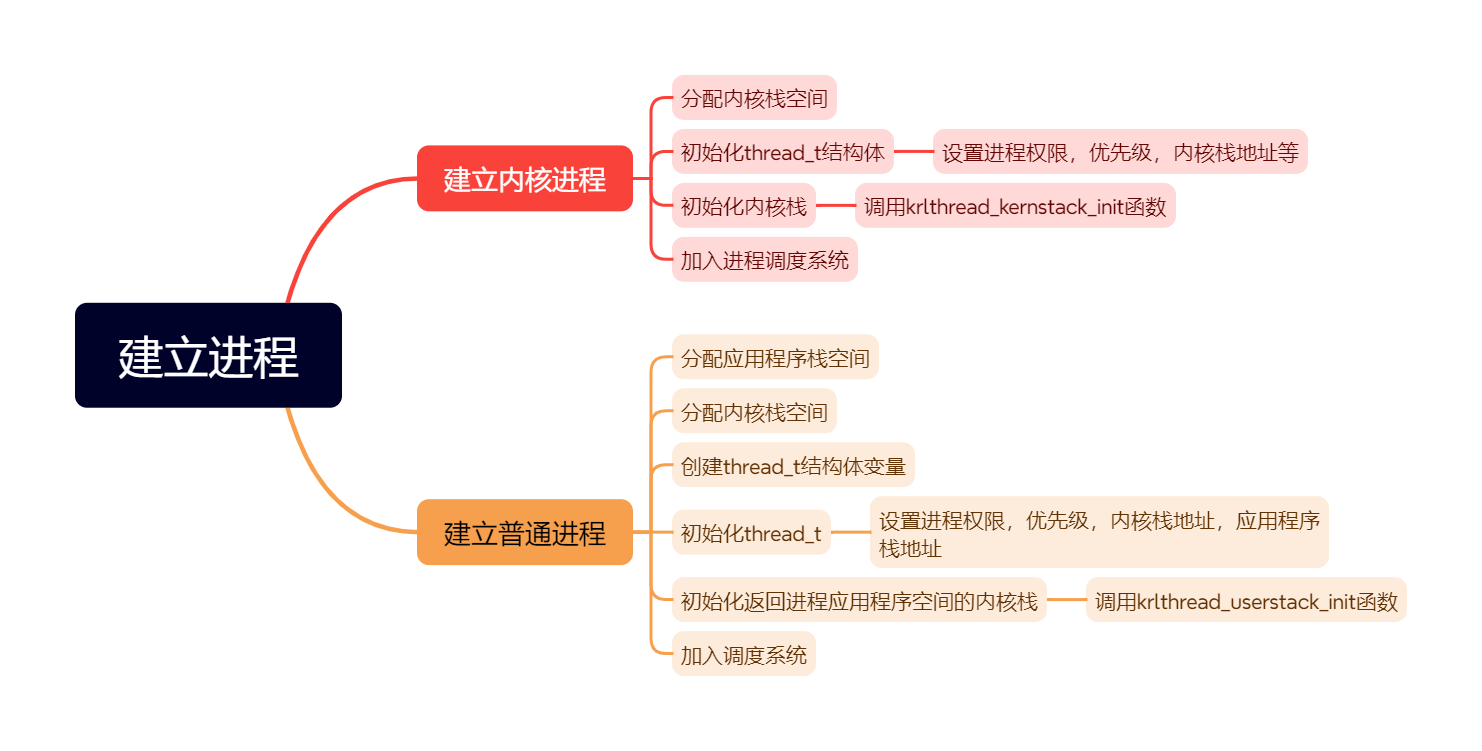 建立进程
建立内核进程
分配内核栈空间
初始化thread_t结构体
设置进程权限，优先级，内核栈地址等
初始化内核栈
调用krlthread_kernstack_init函数
加入进程调度系统
建立普通进程
分配应用程序栈空间
分配内核栈空间
创建thread_t结构体变量
初始化thread_t
设置进程权限，优先级，内核栈地址，应用程序
栈地址
初始化返回进程应用程序空间的内核栈
调用krlthread_userstack_init函数
加入调度系统